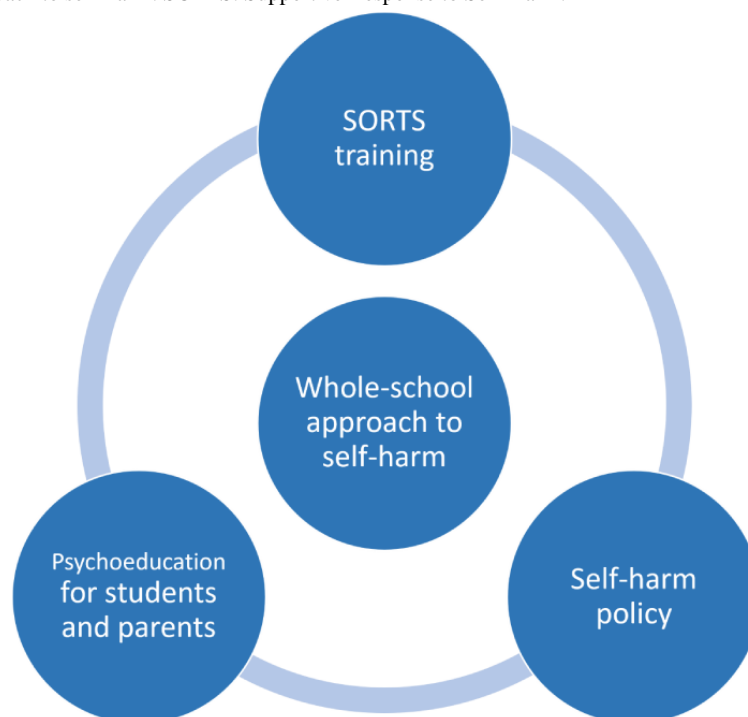 SORTS
training
Whole-school
approach to
self-harm
Psychoeducation
for students
and parents
Self-harm
policy